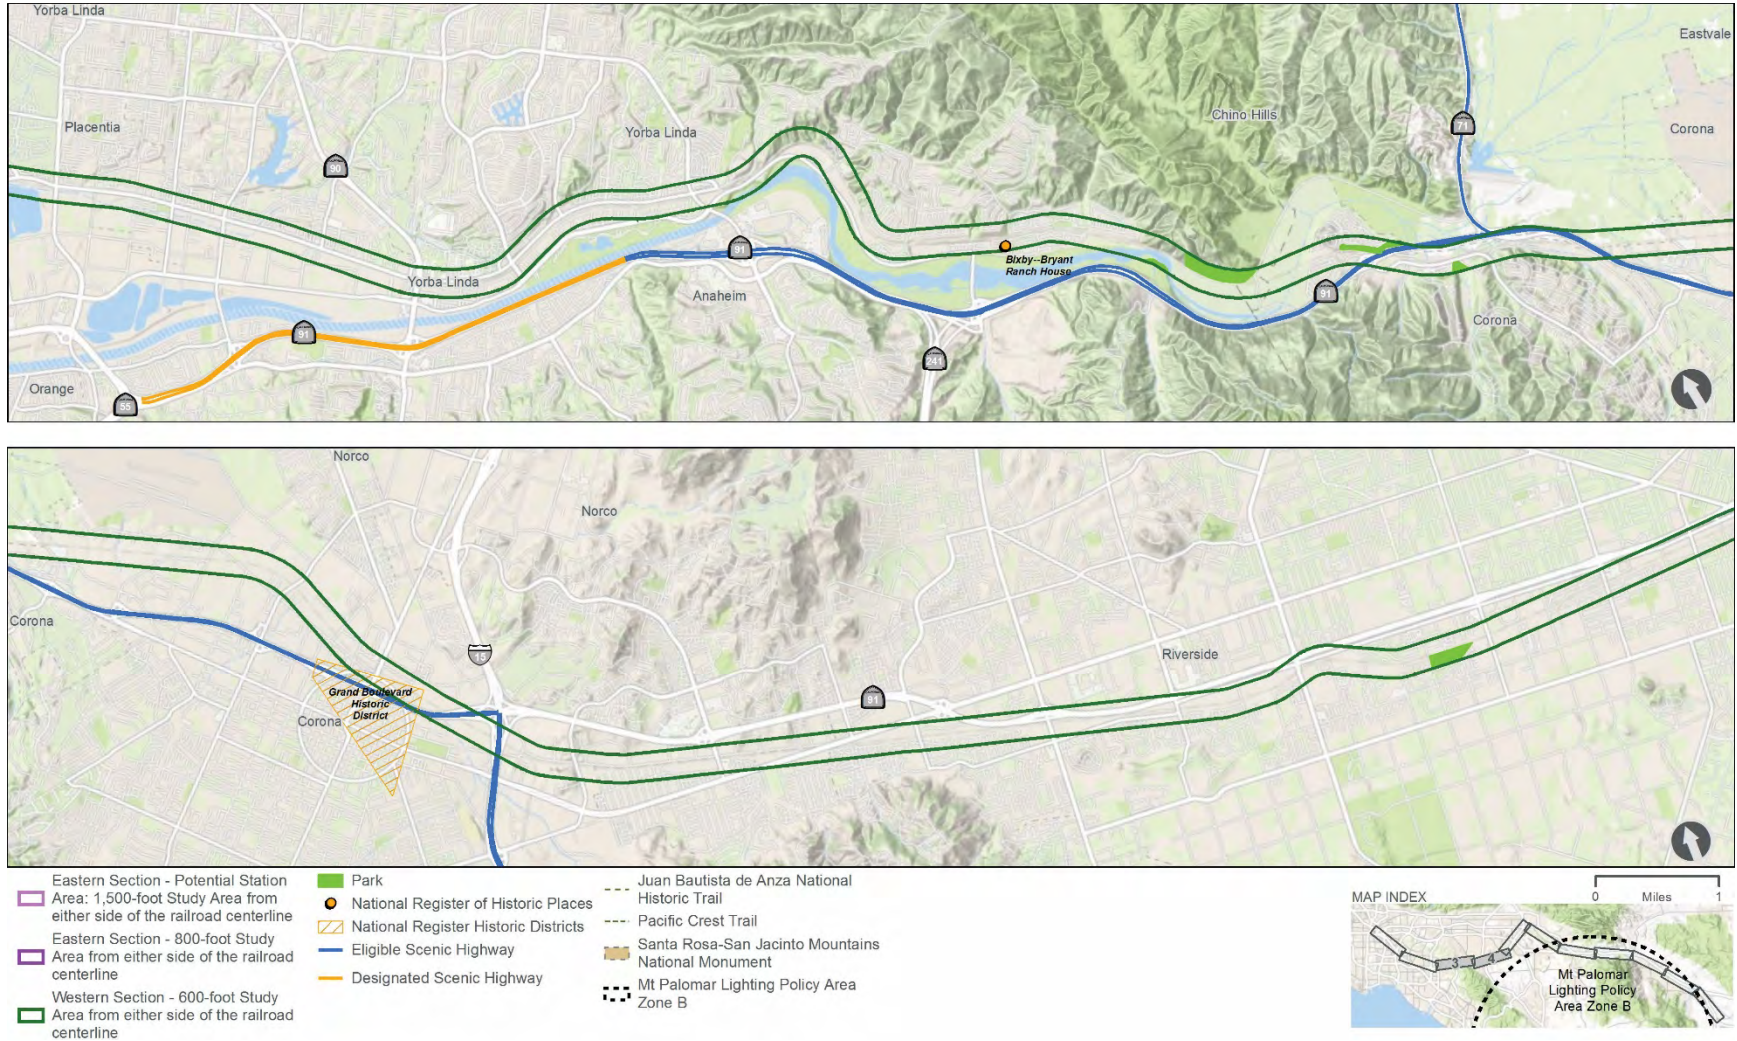 Yorba Linda
Eastvale
Placentia
Yorba Linda
Chino Hills
71
Corona
90
91
Bixby--Bryant
Ranch House
Yorba Linda
Anaheim
91
91
Corona
241
Orange
55
Norco
Norco
Corona
15
Riverside
Grand Boulevard
Historic
District
91
Corona
Eastern Section - Potential Station
Area: 1,500-foot Study Area from
either side of the railroad centerline
Eastern Section - 800-foot Study
Area from either side of the railroad
centerline
Western Section - 600-foot Study
Area from either side of the railroad
centerline
Park
National Register of Historic Places
National Register Historic Districts
Eligible Scenic Highway
Designated Scenic Highway
Juan Bautista de Anza National
Historic Trail
Pacific Crest Trail
Santa Rosa-San Jacinto Mountains
National Monument
Mt Palomar Lighting Policy Area
Zone B
MAP INDEX
0 Miles 1
3 4
Mt Palomar
Lighting Policy
Area Zone B